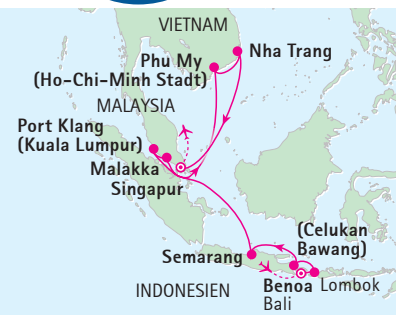 VIETNAM
Phu My
(Ho-Chi-Minh Stadt)
Nha Trang
MALAYSIA
Port Klang
(Kuala Lumpur)
Malakka
Singapur
(Celukan
Bawang)
Semarang
INDONESIEN
Benoa
Bali
Lombok